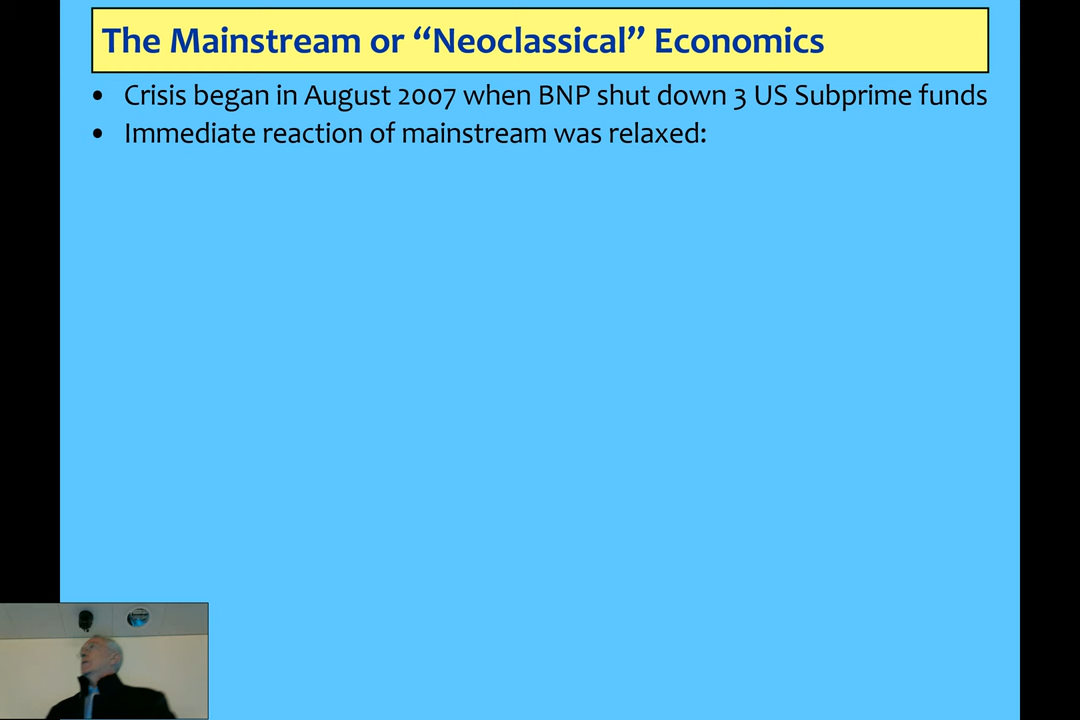 The Mainstream or “Neoclassical” Economics
• Crisis began in August 2007 when BNP shut down 3 US Subprime funds
• Immediate reaction of mainstream was relaxed: